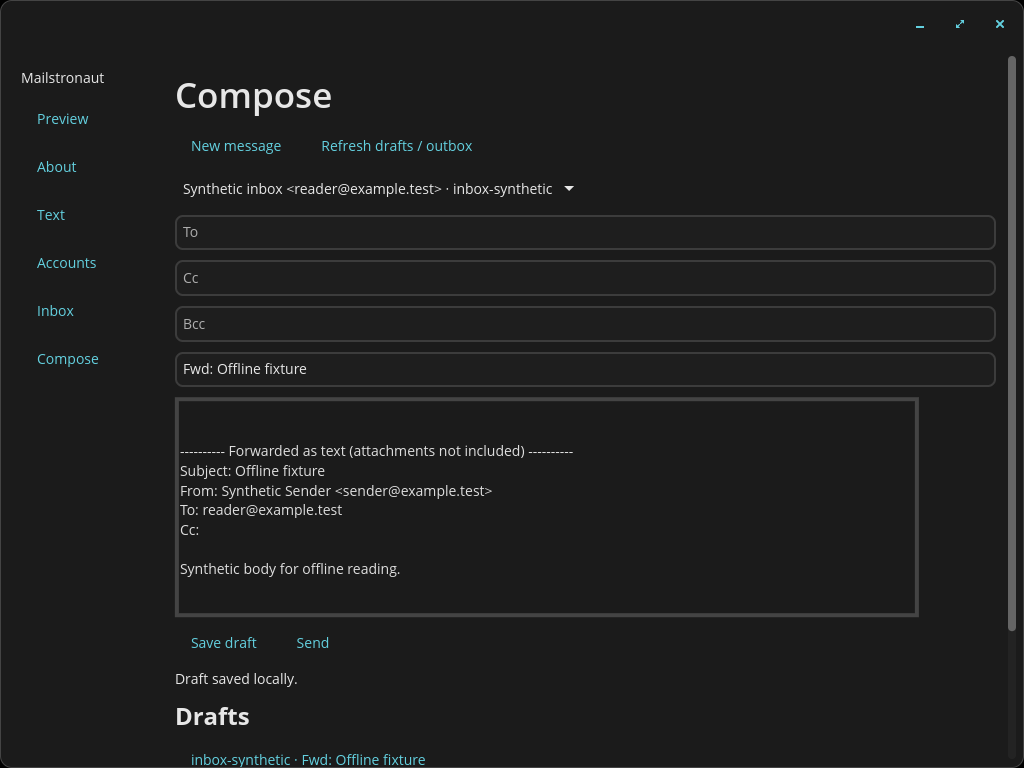 Mailstronaut
Preview
About
Text
Accounts
Inbox
Compose
Compose
New message
Refresh drafts / outbox
Synthetic inbox <reader@example.test> · inbox-synthetic
To
Cc
Bcc
Fwd: Offline fixture
---------- Forwarded as text (attachments not included) ----------
Subject: Offline fixture
From: Synthetic Sender <sender@example.test>
To: reader@example.test
Cc:
Synthetic body for offline reading.
Save draft
Send
Draft saved locally.
Drafts
inbox-synthetic · Fwd: Offline fixture